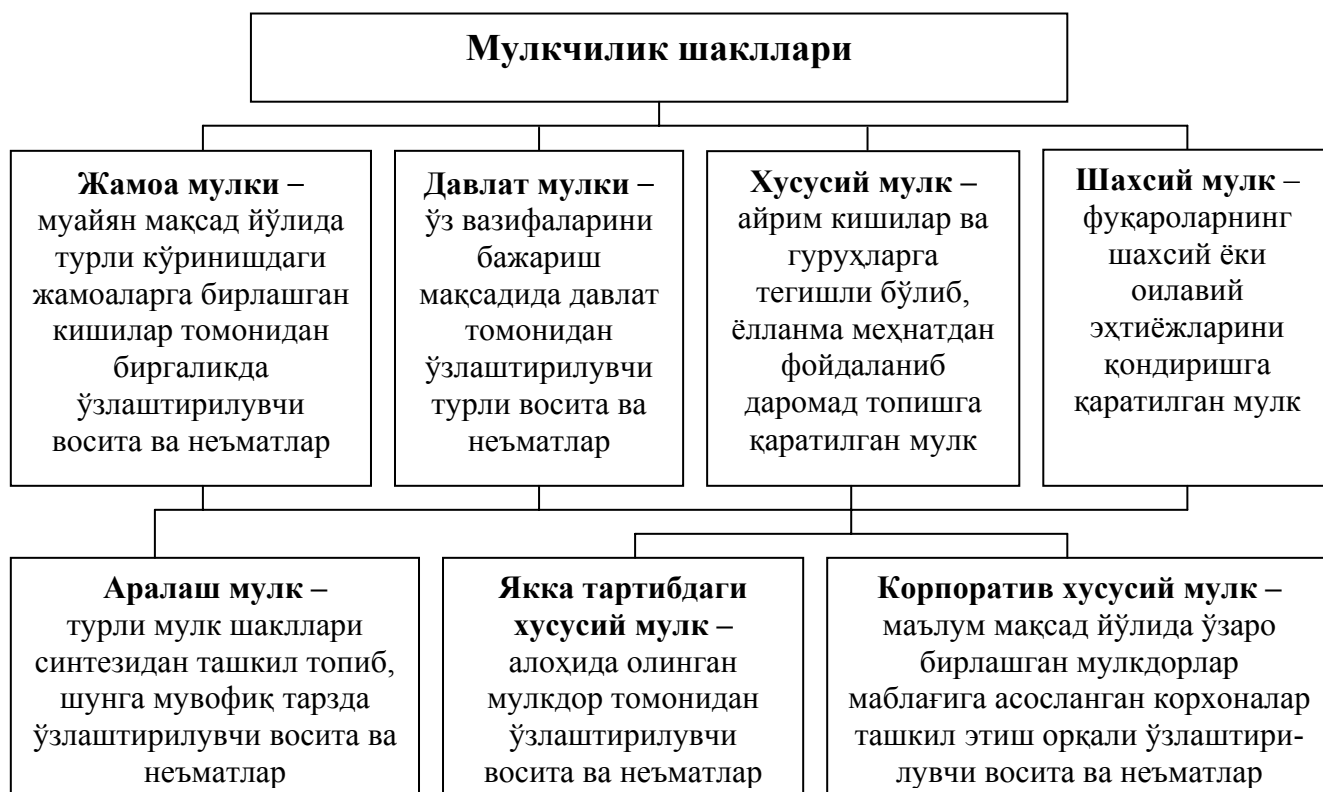 Мулкчилик шакллари
Жамоа мулки –
муайян мақсад йўлида
турли кўринишдаги
жамоаларга бирлашган
кишилар томонидан
биргаликда
ўзлаштирилувчи
восита ва неъматлар
Давлат мулки –
ўз вазифаларини
бажариш
мақсадида давлат
томонидан
ўзлаштирилувчи
турли восита ва
неъматлар
Хусусий мулк –
айрим кишилар ва
гуруҳларга
тегишли бўлиб,
ёлланма меҳнатдан
фойдаланиб
даромад топишга
қаратилган мулк
Шахсий мулк –
фуқароларнинг
шахсий ёки
оилавий
эҳтиёжларини
қондиришга
қаратилган мулк
Аралаш мулк –
турли мулк шакллари
синтезидан ташкил топиб,
шунга мувофиқ тарзда
ўзлаштирилувчи восита ва
неъматлар
Якка тартибдаги
хусусий мулк –
алоҳида олинган
мулкдор томонидан
ўзлаштирилувчи
восита ва неъматлар
Корпоратив хусусий мулк –
маълум мақсад йўлида ўзаро
бирлашган мулкдорлар
маблағига асосланган корхоналар
ташкил этиш орқали ўзлаштири-
лувчи восита ва неъматлар